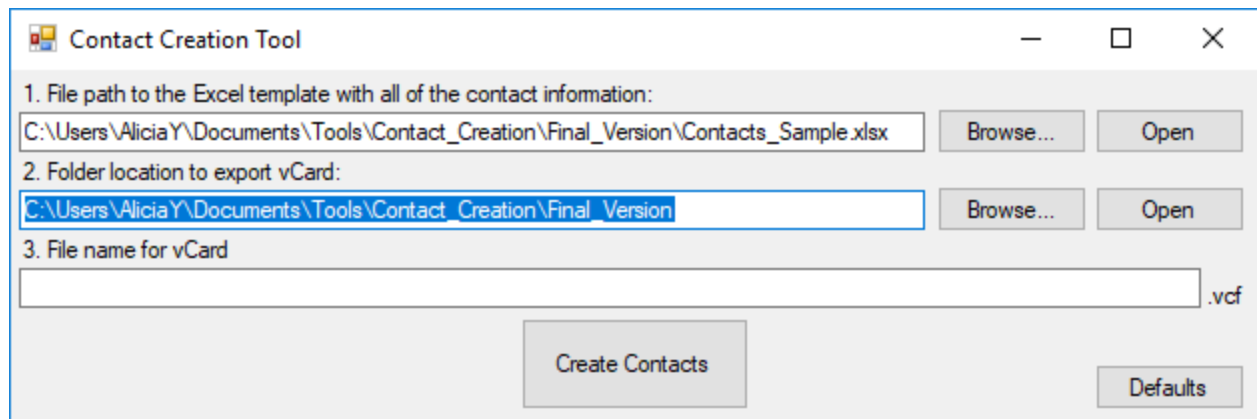 Contact Creation Tool
1. File path to the Excel template with all of the contact information:
C:\Users\AliciaY\Documents\Tools\Contact_Creation\Final_Version\Contacts_Sample.xlsx Browse... Open
2. Folder location to export vCard:
C:\Users\AliciaY\Documents\Tools\Contact_Creation\Final_Version Browse... Open
3. File name for vCard
.vcf
Create Contacts
Defaults